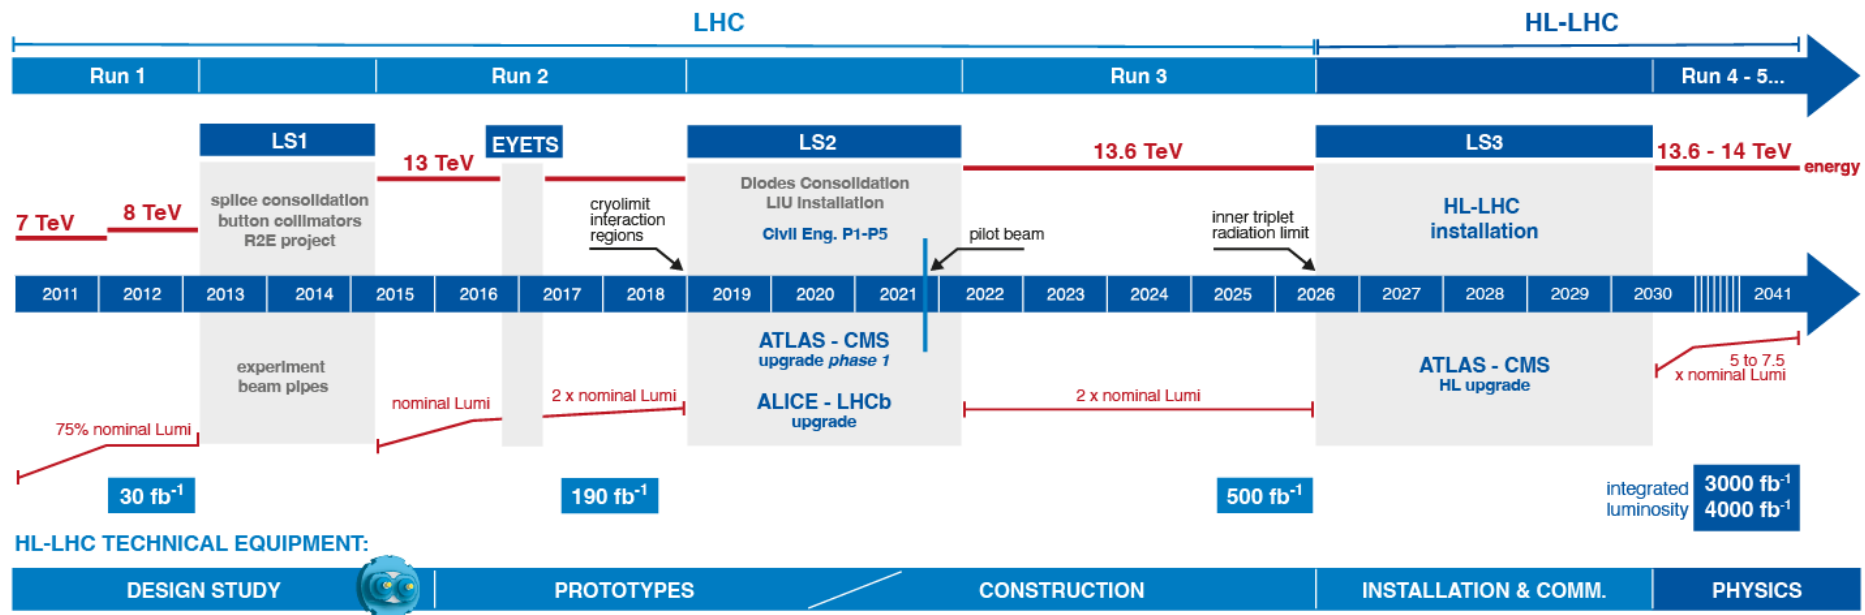 LHC
HL-LHC
Run 1
Run 2
Run 3
Run 4 - 5...
LS1
EYETS
LS2
LS3
13 TeV
13.6 TeV
13.6 - 14 TeV
energy
7 TeV
8 TeV
splice consolidation
button collimators
R2E project
cryolimit
interaction
regions
Diodes Consolidation
LIU Installation
Civil Eng. P1-P5
pilot beam
inner triplet
radiation limit
HL-LHC
installation
2011
2012
2013
2014
2015
2016
2017
2018
2019
2020
2021
2022
2023
2024
2025
2026
2027
2028
2029
2030
2041
experiment
beam pipes
ATLAS - CMS
upgrade phase 1
ALICE - LHCb
upgrade
ATLAS - CMS
HL upgrade
5 to 7.5
x nominal Lumi
75% nominal Lumi
nominal Lumi
2 x nominal Lumi
2 x nominal Lumi
30 fb⁻¹
190 fb⁻¹
500 fb⁻¹
integrated
luminosity
3000 fb⁻¹
4000 fb⁻¹
HL-LHC TECHNICAL EQUIPMENT:
DESIGN STUDY
PROTOTYPES
CONSTRUCTION
INSTALLATION & COMM.
PHYSICS